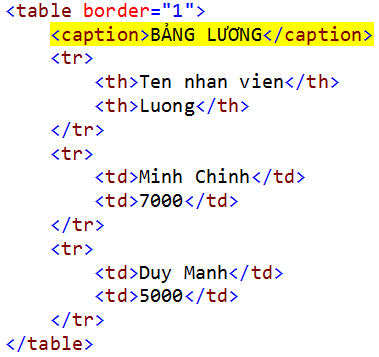 <table border="1">
<caption>BẢNG LƯƠNG</caption>
<tr>
<th>Ten nhan vien</th>
<th>Luong</th>
</tr>
<tr>
<td>Minh Chinh</td>
<td>7000</td>
</tr>
<tr>
<td>Duy Manh</td>
<td>5000</td>
</tr>
</table>